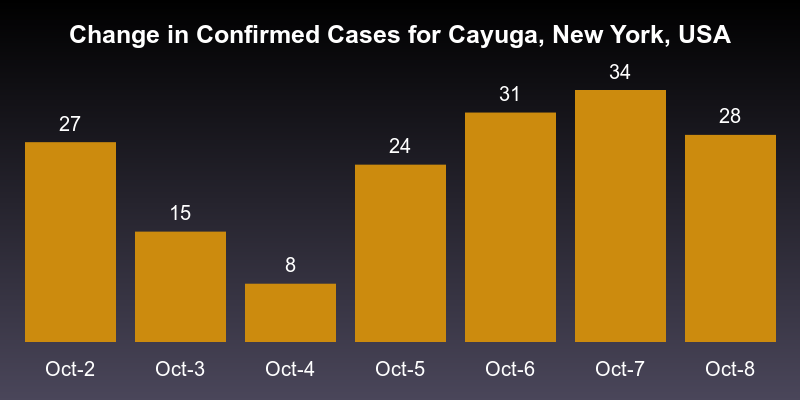 Change in Confirmed Cases for Cayuga, New York, USA
27
15
8
24
31
34
28
Oct-2
Oct-3
Oct-4
Oct-5
Oct-6
Oct-7
Oct-8